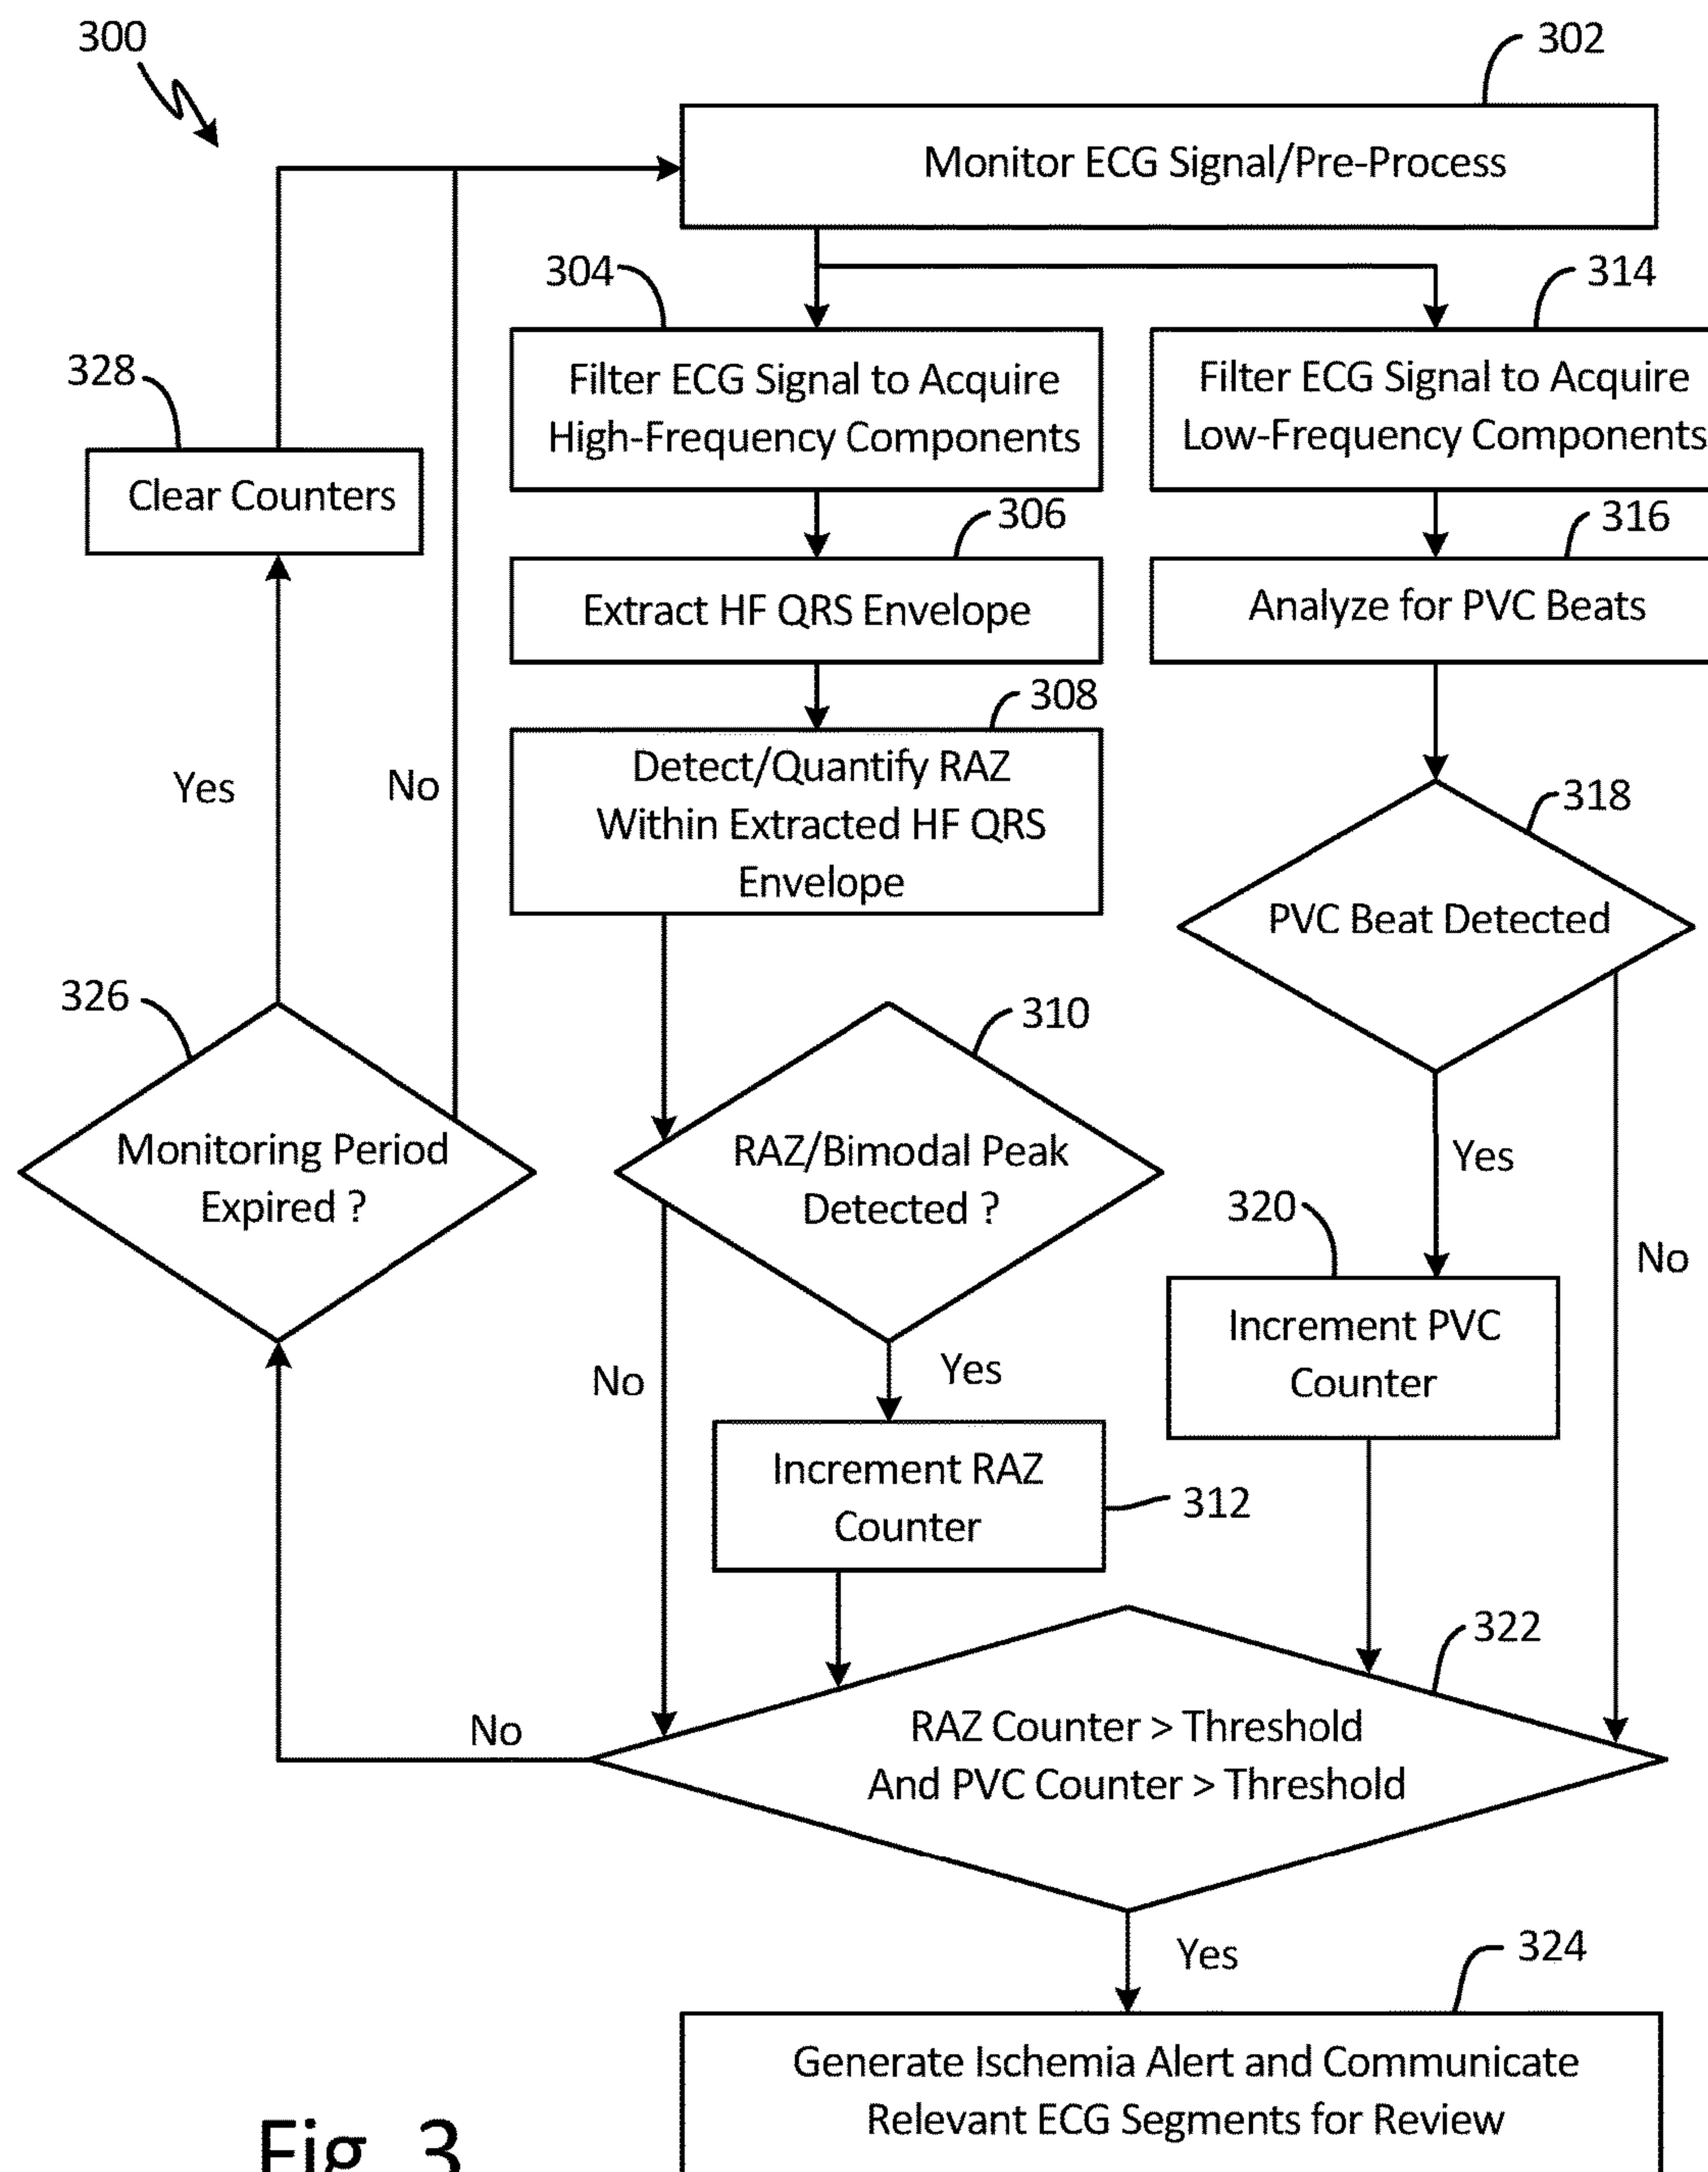 300
302
Monitor ECG Signal/Pre-Process
304
314
Filter ECG Signal to Acquire
High-Frequency Components
Filter ECG Signal to Acquire
Low-Frequency Components
328
Clear Counters
306
316
Extract HF QRS Envelope
Analyze for PVC Beats
308
Detect/Quantify RAZ
Within Extracted HF QRS
Envelope
Yes
No
318
PVC Beat Detected
326
Monitoring Period
Expired ?
310
RAZ/Bimodal Peak
Detected ?
Yes
320
Increment PVC
Counter
No
No
Yes
Increment RAZ
Counter
312
322
RAZ Counter > Threshold
And PVC Counter > Threshold
No
Yes
324
Generate Ischemia Alert and Communicate
Relevant ECG Segments for Review
Fig. 3